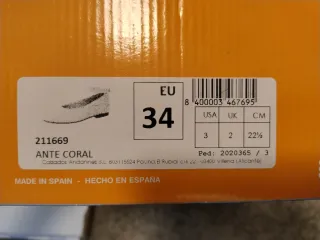 EU
34
8 400003 467695
USA EU CM
3 2 22½
211669
ANTE CORAL
Ped: 2020365 / 3
MADE IN SPAIN - HECHO EN ESPAÑA